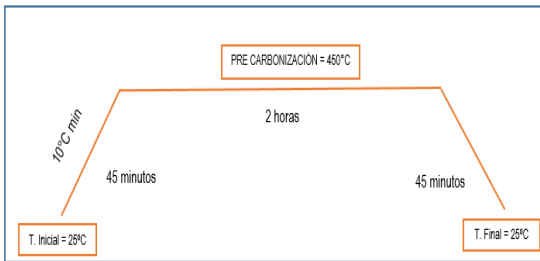 PRE CARBONIZACIÓN = 450°C
10°C min
2 horas
45 minutos
45 minutos
T. Inicial = 25ºC
T. Final = 25ºC